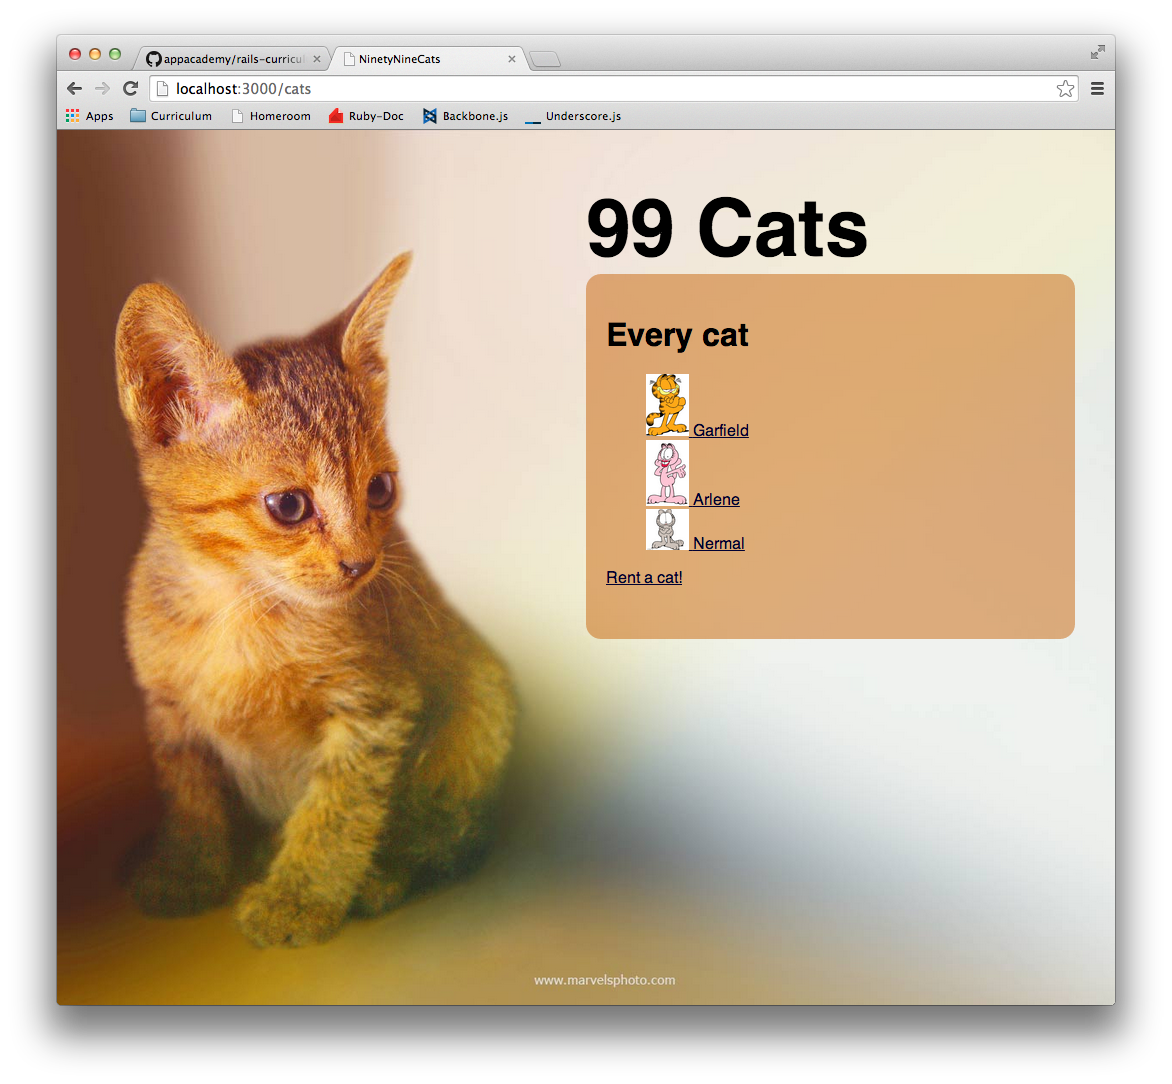 appacademy/rails-curricul
NinetyNineCats
localhost:3000/cats
Apps Curriculum Homeroom Ruby-Doc Backbone.js Underscore.js
99 Cats
Every cat
Garfield
Arlene
Nermal
Rent a cat!
www.marvelsphoto.com